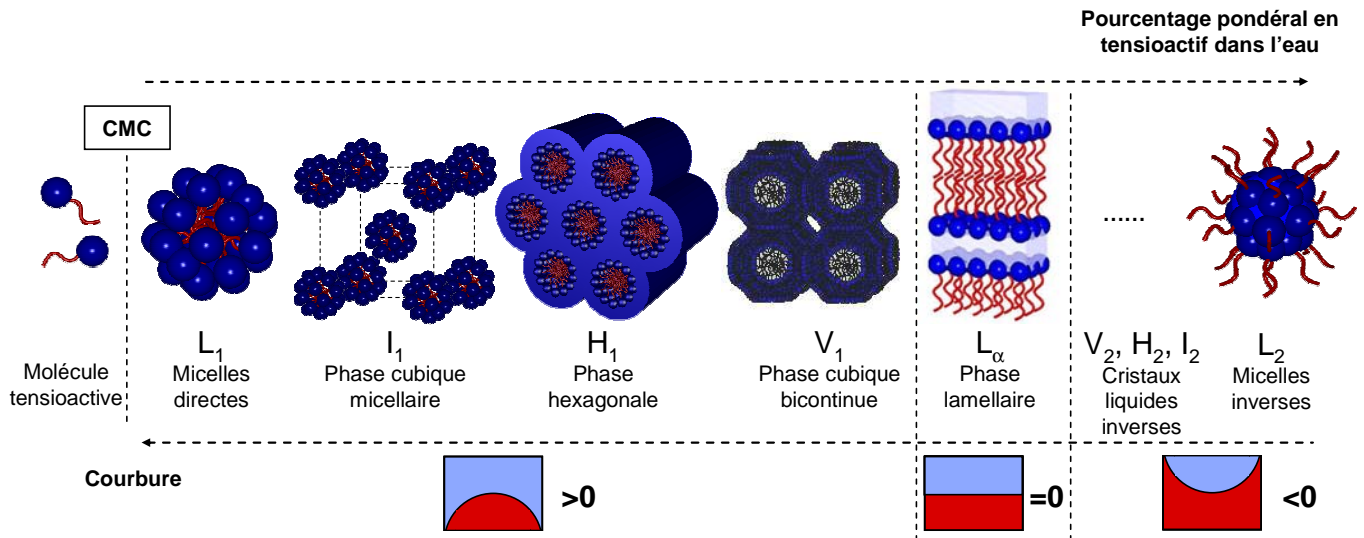 Pourcentage pondéral en
tensioactif dans l'eau
CMC
......
L1
I1
H1
V1
Lα
V2, H2, I2
L2
Molécule
tensioactive
Micelles
directes
Phase cubique
micellaire
Phase
hexagonale
Phase cubique
bicontinue
Phase
lamellaire
Cristaux
liquides
inverses
Micelles
inverses
Courbure
>0
=0
<0